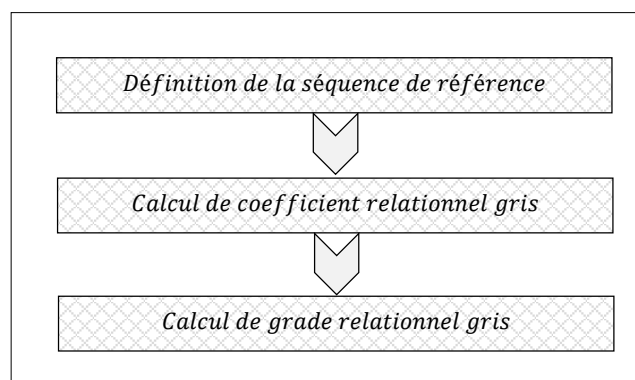 Définition de la séquence de référence
Calcul de coefficient relationnel gris
Calcul de grade relationnel gris